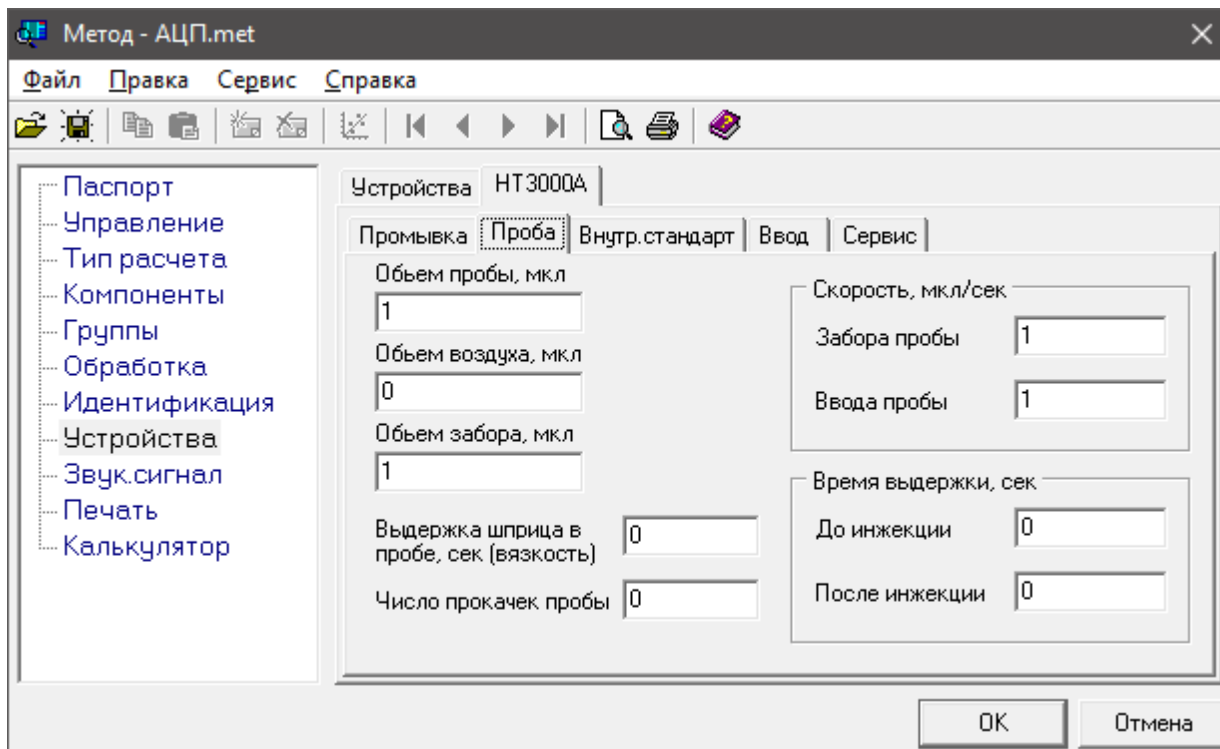 Метод - АЦП.met
Файл Правка Сервис Справка
Паспорт
Управление
Тип расчета
Компоненты
Группы
Обработка
Идентификация
Устройства
Звук.сигнал
Печать
Калькулятор
Устройства HT3000A
Промывка Проба Внутр.стандарт Ввод Сервис
Обьем пробы, мкл
1
Обьем воздуха, мкл
0
Обьем забора, мкл
1
Выдержка шприца в
пробе, сек (вязкость) 0
Число прокачек пробы 0
Скорость, мкл/сек
Забора пробы 1
Ввода пробы 1
Время выдержки, сек
До инжекции 0
После инжекции 0
OK Отмена